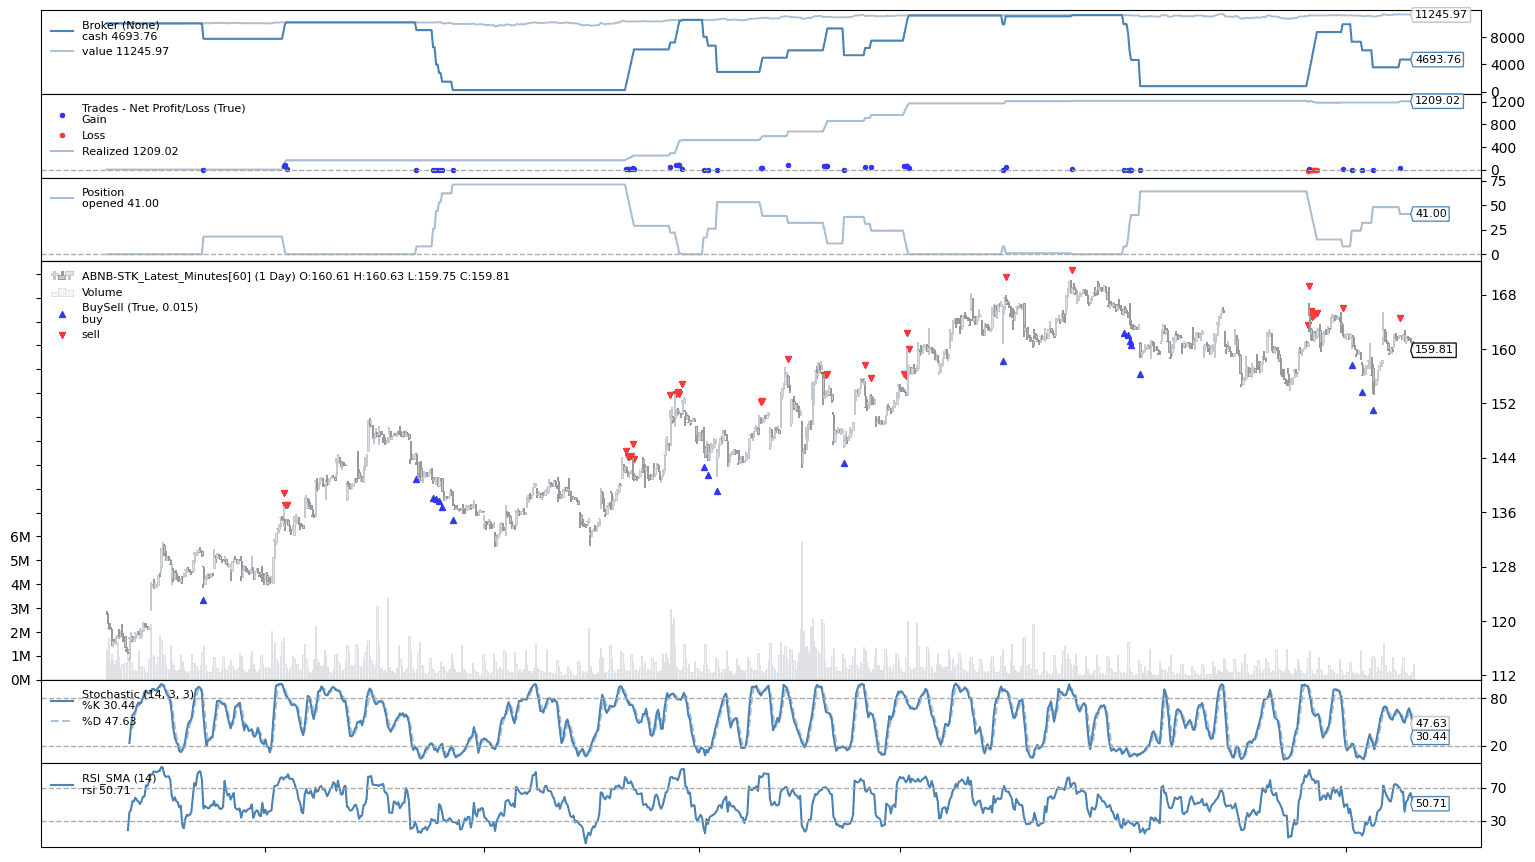 Broker (None)
cash 4693.76
value 11245.97
11245.97
8000
4693.76
4000
0
Trades - Net Profit/Loss (True)
Gain
Loss
Realized 1209.02
1209.02
1200
800
400
0
Position
opened 41.00
75
50
41.00
25
0
ABNB-STK_Latest_Minutes[60] (1 Day) O:160.61 H:160.63 L:159.75 C:159.81
Volume
BuySell (True, 0.015)
buy
sell
168
160
159.81
152
144
136
128
120
112
6M
5M
4M
3M
2M
1M
0M
Stochastic (14, 3, 3)
%K 30.44
%D 47.63
80
47.63
30.44
20
RSI_SMA (14)
rsi 50.71
70
50.71
30